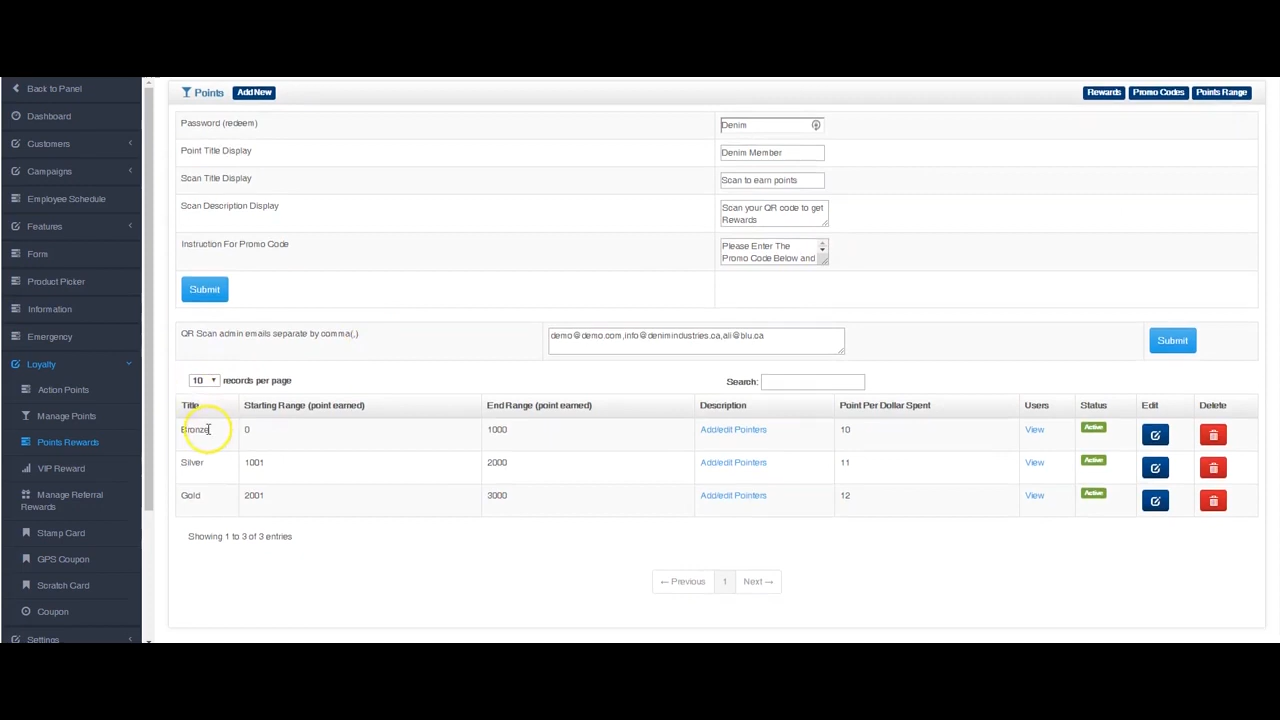 Back to Panel
Dashboard
Customers
Campaigns
Employee Schedule
Features
Form
Product Picker
Information
Emergency
Loyalty
Action Points
Manage Points
Points Rewards
VIP Reward
Manage Referral
Rewards
Stamp Card
GPS Coupon
Scratch Card
Coupon
Settings
Points Add New Rewards Promo Codes Points Range
Password (redeem) Denim
Point Title Display Denim Member
Scan Title Display Scan to earn points
Scan Description Display Scan your QR code to get
Rewards
Instruction For Promo Code Please Enter The
Promo Code Below and
Submit
QR Scan admin emails separate by comma(,) demo@demo.com,info@denimindustries.ca,ali@blu.ca Submit
10 records per page Search:
Title Starting Range (point earned) End Range (point earned) Description Point Per Dollar Spent Users Status Edit Delete
Bronze 0 1000 Add/edit Pointers 10 View Active
Silver 1001 2000 Add/edit Pointers 11 View Active
Gold 2001 3000 Add/edit Pointers 12 View Active
Showing 1 to 3 of 3 entries
← Previous 1 Next →